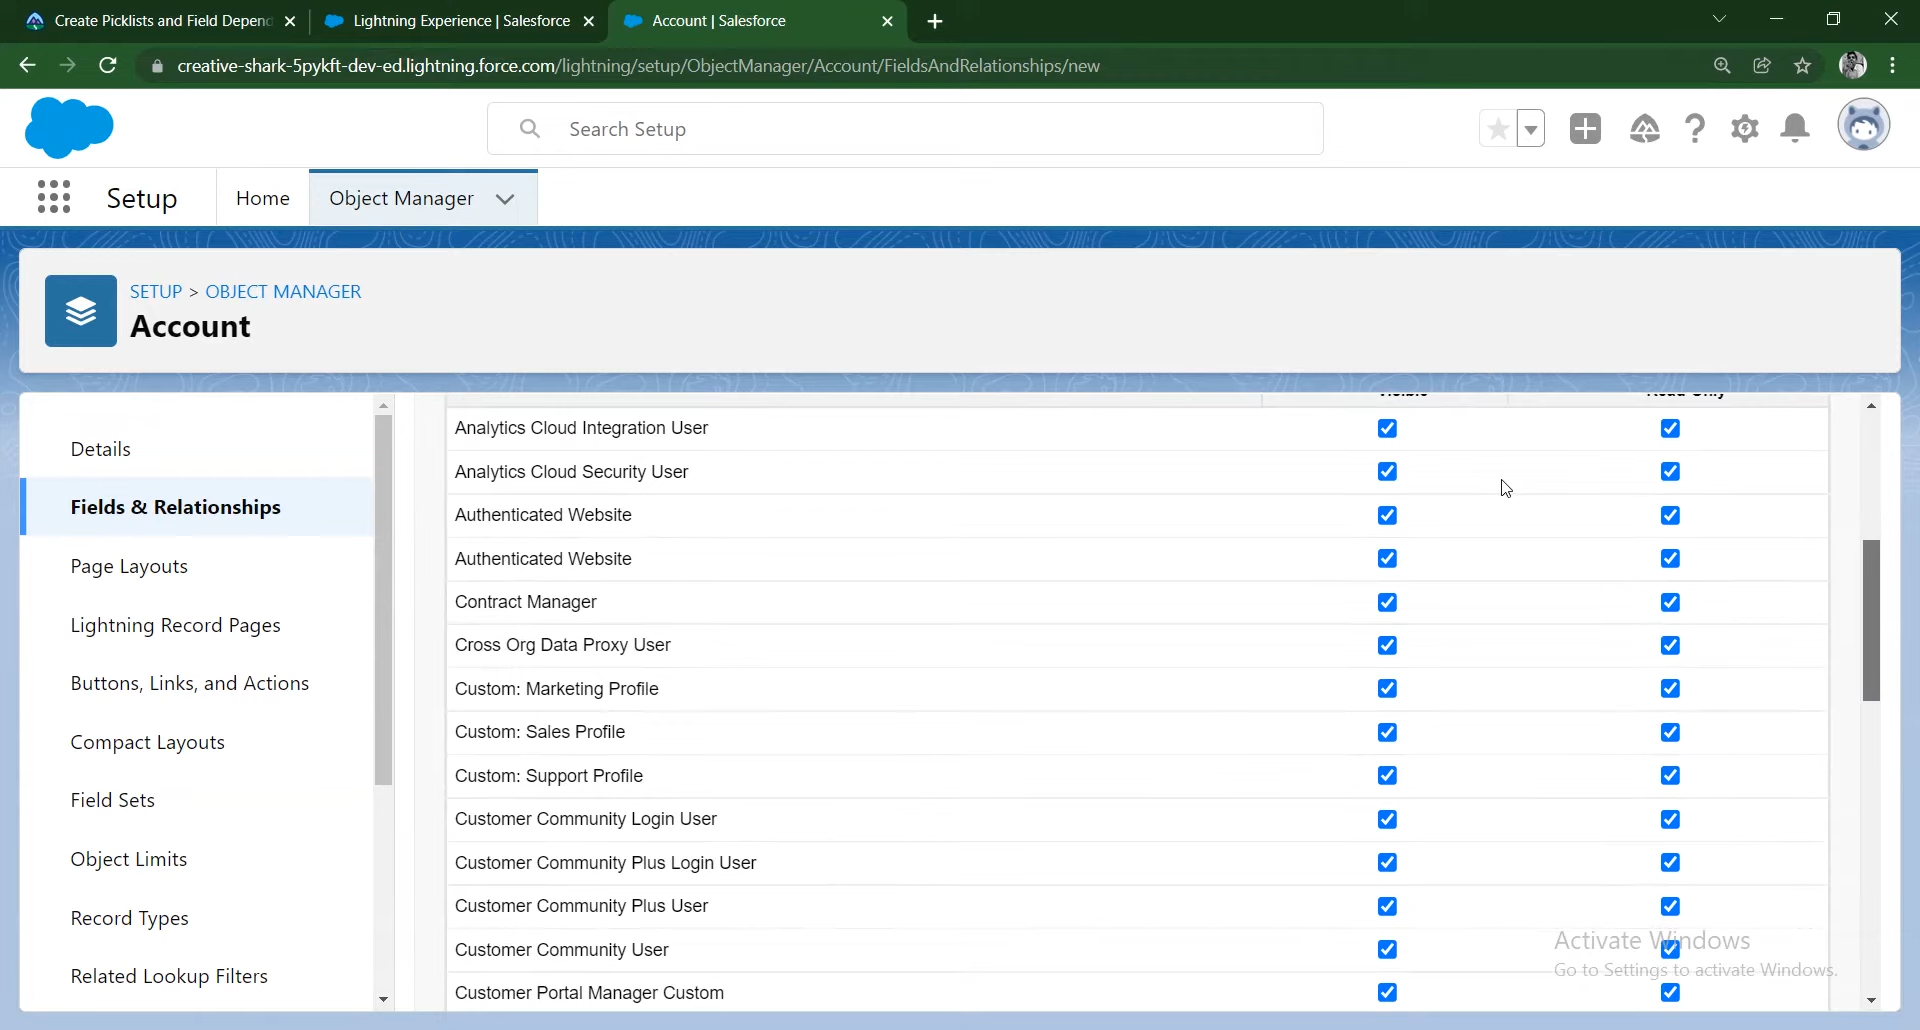 Create Picklists and Field Depend
Lightning Experience | Salesforce
Account | Salesforce
creative-shark-5pykft-dev-ed.lightning.force.com/lightning/setup/ObjectManager/Account/FieldsAndRelationships/new
Search Setup
Setup
Home
Object Manager
SETUP > OBJECT MANAGER
Account
Details
Fields & Relationships
Page Layouts
Lightning Record Pages
Buttons, Links, and Actions
Compact Layouts
Field Sets
Object Limits
Record Types
Related Lookup Filters
Visible Read-Only
Analytics Cloud Integration User
Analytics Cloud Security User
Authenticated Website
Authenticated Website
Contract Manager
Cross Org Data Proxy User
Custom: Marketing Profile
Custom: Sales Profile
Custom: Support Profile
Customer Community Login User
Customer Community Plus Login User
Customer Community Plus User
Customer Community User
Customer Portal Manager Custom
Activate Windows
Go to Settings to activate Windows.